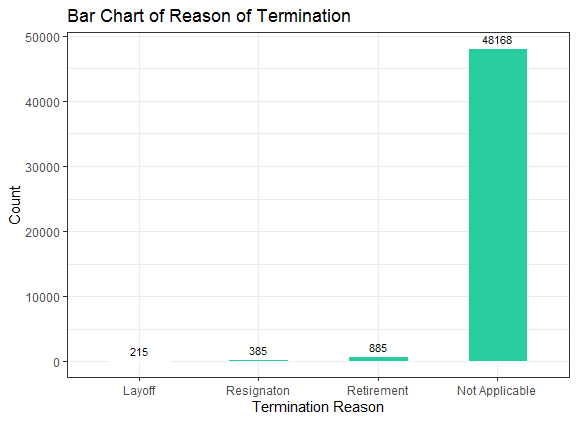 Bar Chart of Reason of Termination
50000
40000
30000
20000
10000
0
Count
215
385
885
48168
Layoff
Resignaton
Retirement
Not Applicable
Termination Reason